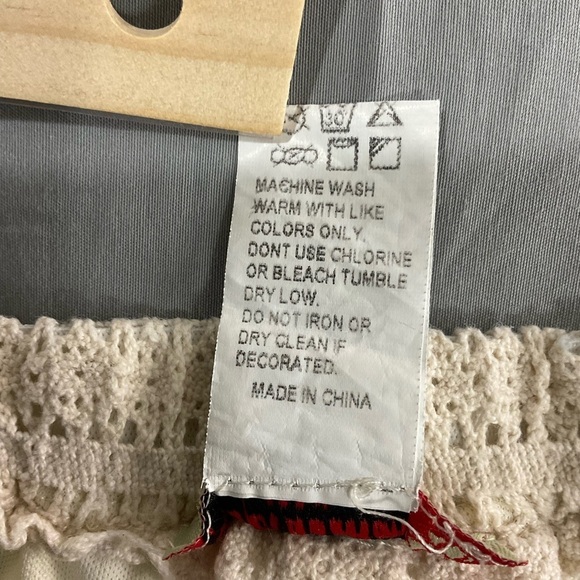 30
MACHINE WASH
WARM WITH LIKE
COLORS ONLY.
DONT USE CHLORINE
OR BLEACH TUMBLE
DRY LOW.
DO NOT IRON OR
DRY CLEAN IF
DECORATED.
MADE IN CHINA